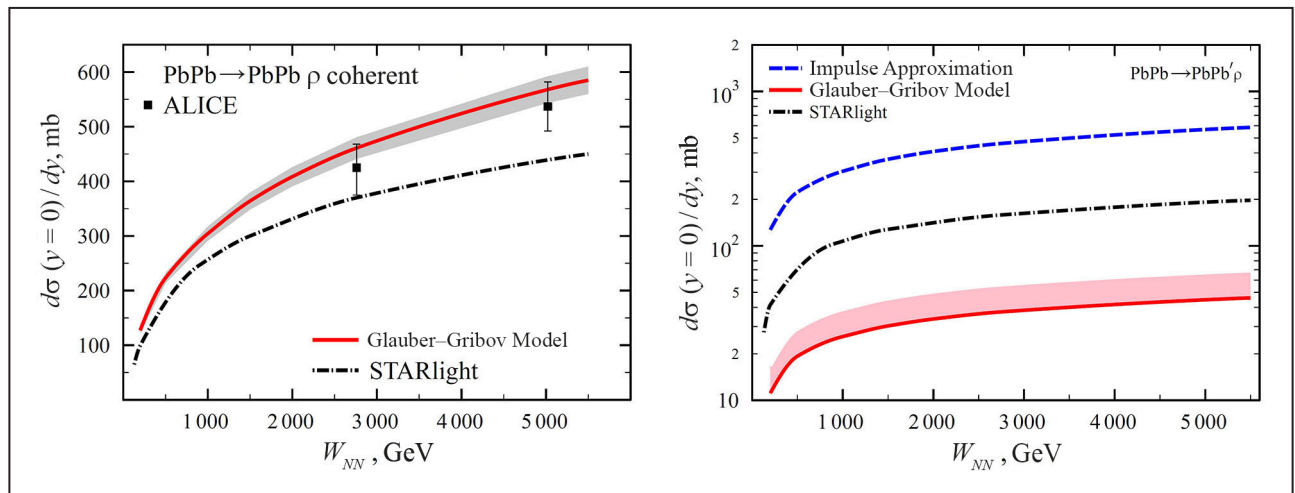 600
500
400
300
200
100
dσ (y = 0) / dy, mb
PbPb→PbPb ρ coherent
ALICE
Glauber–Gribov Model
STARlight
1 000 2 000 3 000 4 000 5 000
W_NN , GeV
2
10³
5
2
10²
5
2
10
dσ (y = 0) / dy, mb
Impulse Approximation
Glauber–Gribov Model
STARlight
PbPb→PbPb′ρ
1 000 2 000 3 000 4 000 5 000
W_NN , GeV